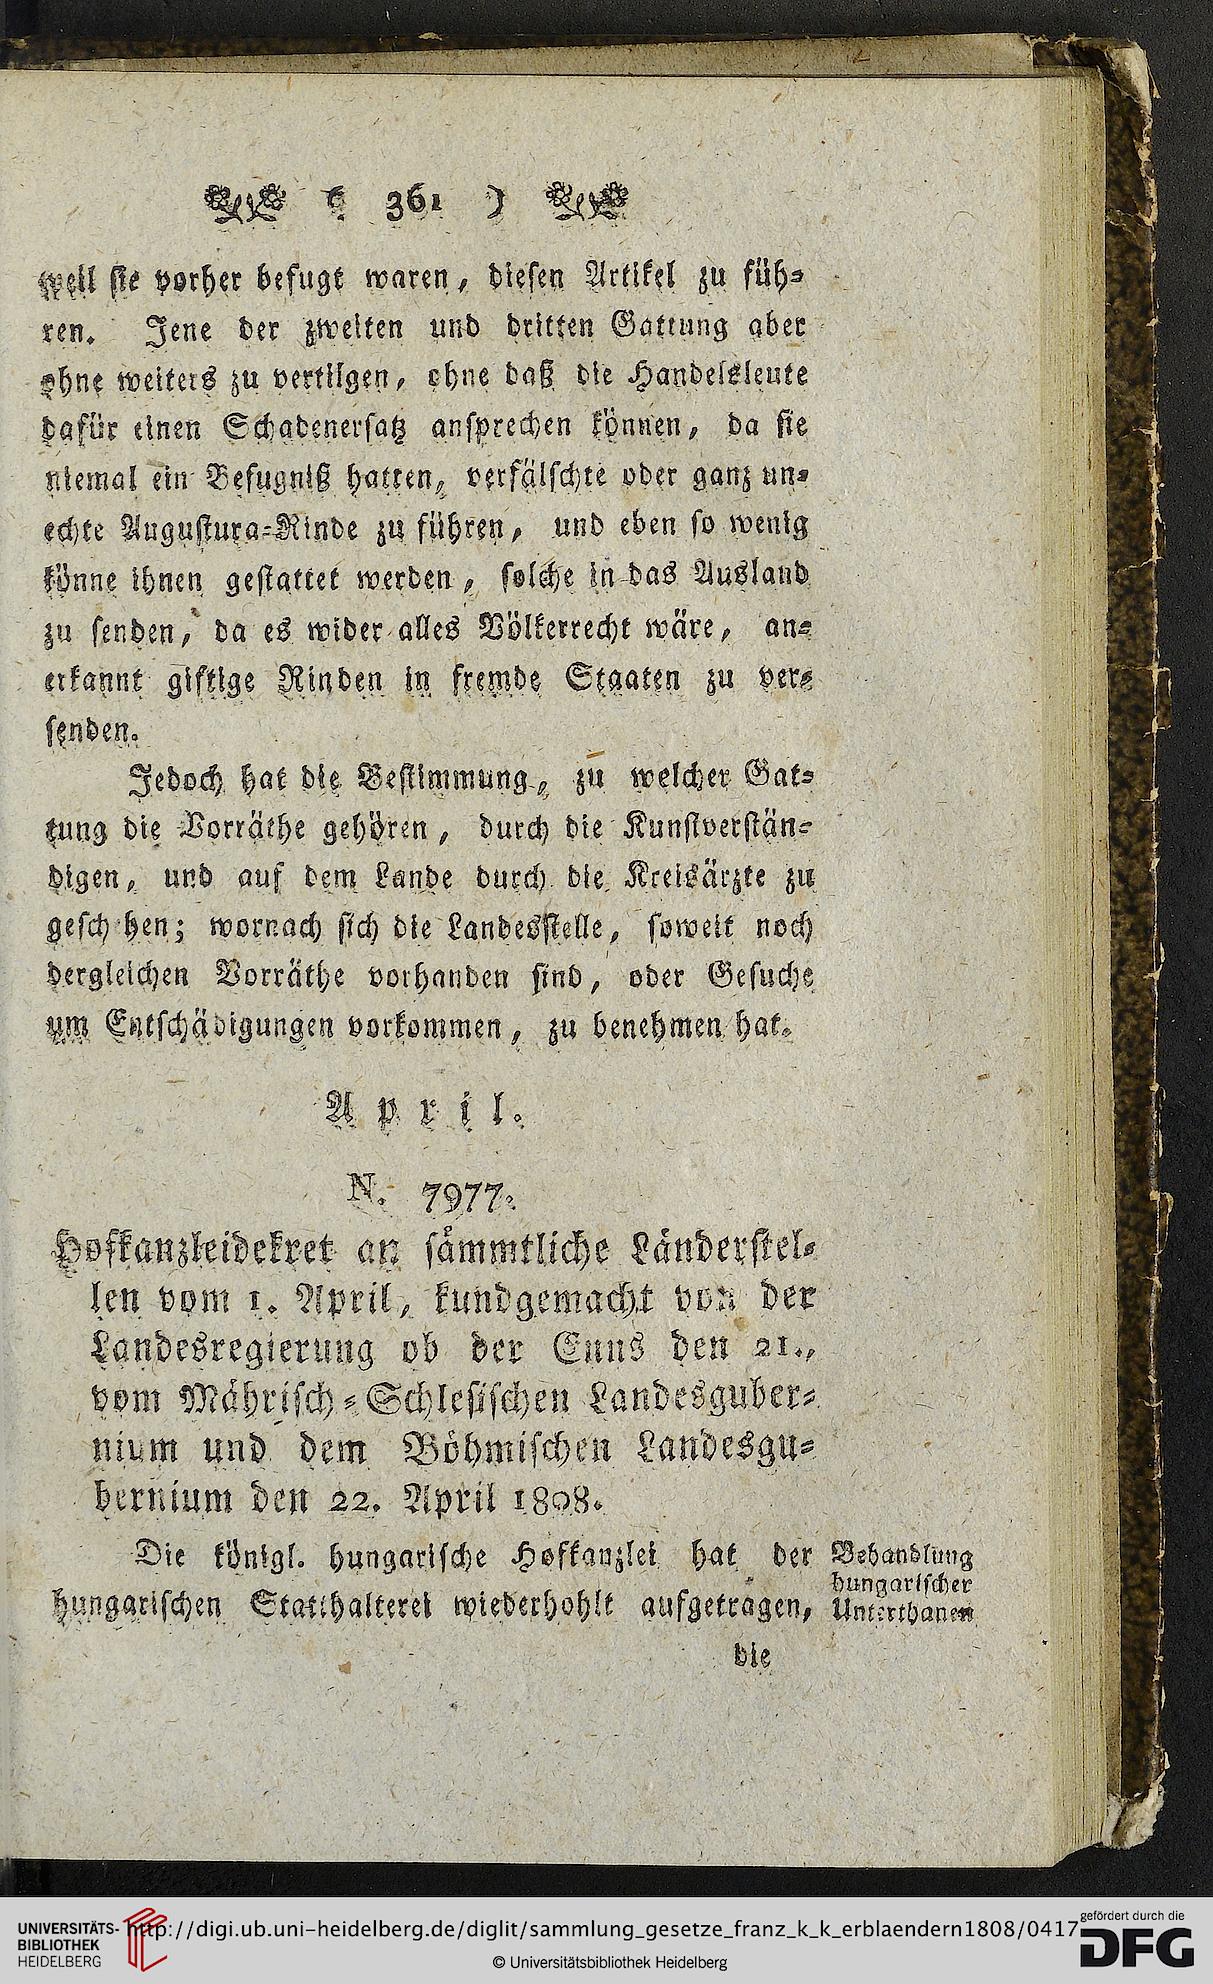 ( 361 )
weil sie vorher befugt waren, diesen Artikel zu füh-
ren. Jene der zweiten und dritten Gattung aber
ohne weiters zu vertilgen, ohne daß die Handelsleute
dafür einen Schadenersatz ansprechen können, da sie
niemal ein Befugniß hatten, verfälschte oder ganz un-
echte Augustura-Rinde zu führen, und eben so wenig
könne ihnen gestattet werden, solche in das Ausland
zu senden, da es wider alles Völkerrecht wäre, an-
erkannt giftige Rinden in fremde Staaten zu ver-
senden.
Jedoch hat die Bestimmung, zu welcher Gat-
tung die Vorräthe gehören, durch die Kunstverstän-
digen, und auf dem Lande durch die Kreisärzte zu
gesch hen; wornach sich die Landesstelle, soweit noch
dergleichen Vorräthe vorhanden sind, oder Gesuche
um Entschädigungen vorkommen, zu benehmen hat.
April.
N. 7977.
Hofkanzleidekret an sämmtliche Länderstel-
len vom 1. April, kundgemacht von der
Landesregierung ob der Enns den 21.,
vom Mährisch-Schlesischen Landesguber-
nium und dem Böhmischen Landesgu-
bernium den 22. April 1808.
Die königl. hungarische Hofkanzlei hat der
hungarischen Statthalterei wiederhohlt aufgetragen,
Behandlung
hungarischer
Unterthanen
die
UNIVERSITÄTS-
BIBLIOTHEK
HEIDELBERG
http://digi.ub.uni-heidelberg.de/diglit/sammlung_gesetze_franz_k_k_erblaendern1808/0417
© Universitätsbibliothek Heidelberg
gefördert durch die
DFG